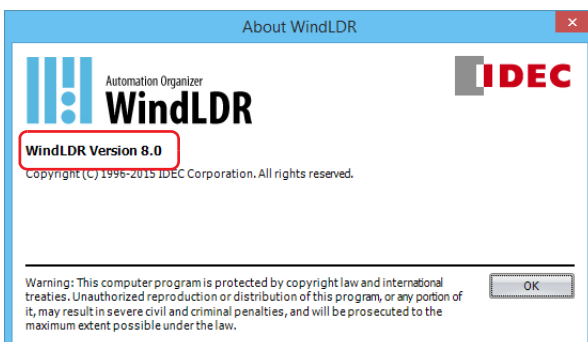 About WindLDR
×
IDEC
Automation Organizer
WindLDR
WindLDR Version 8.0
Copyright (C) 1996-2015 IDEC Corporation. All rights reserved.
Warning: This computer program is protected by copyright law and international
treaties. Unauthorized reproduction or distribution of this program, or any portion of
it, may result in severe civil and criminal penalties, and will be prosecuted to the
maximum extent possible under the law.
OK